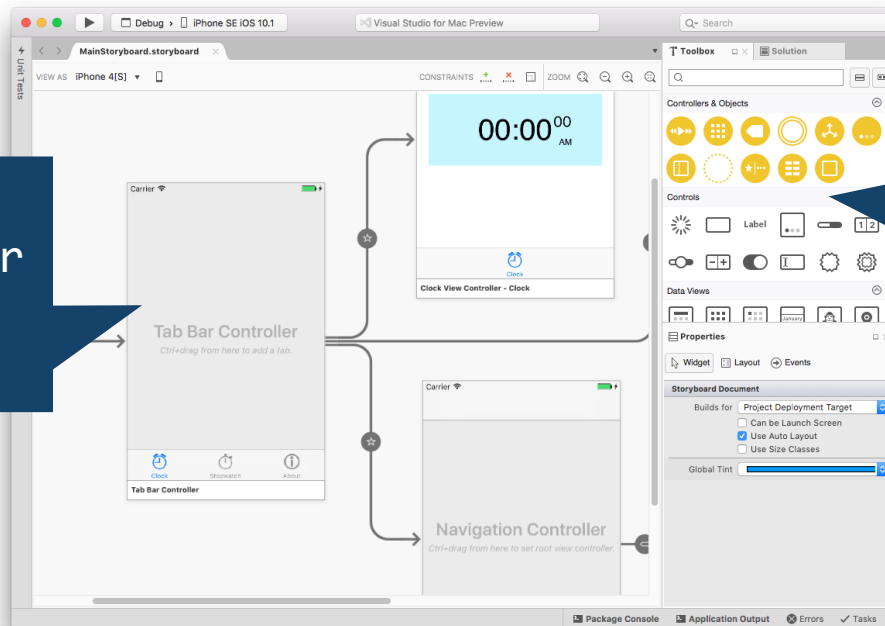 Debug › iPhone SE iOS 10.1
Visual Studio for Mac Preview
Search
MainStoryboard.storyboard
Toolbox
Solution
Unit Tests
VIEW AS iPhone 4[S]
CONSTRAINTS
ZOOM
Controllers & Objects
00:00 00
AM
Clock
Clock View Controller - Clock
r
Carrier
Tab Bar Controller
Ctrl+drag from here to add a tab.
Clock Stopwatch About
Tab Bar Controller
Carrier
Navigation Controller
Ctrl+drag from here to set root view controller.
Controls
Label
1 2
Data Views
January
Properties
Widget Layout Events
Storyboard Document
Builds for Project Deployment Target
Can be Launch Screen
Use Auto Layout
Use Size Classes
Global Tint
Package Console Application Output Errors Tasks